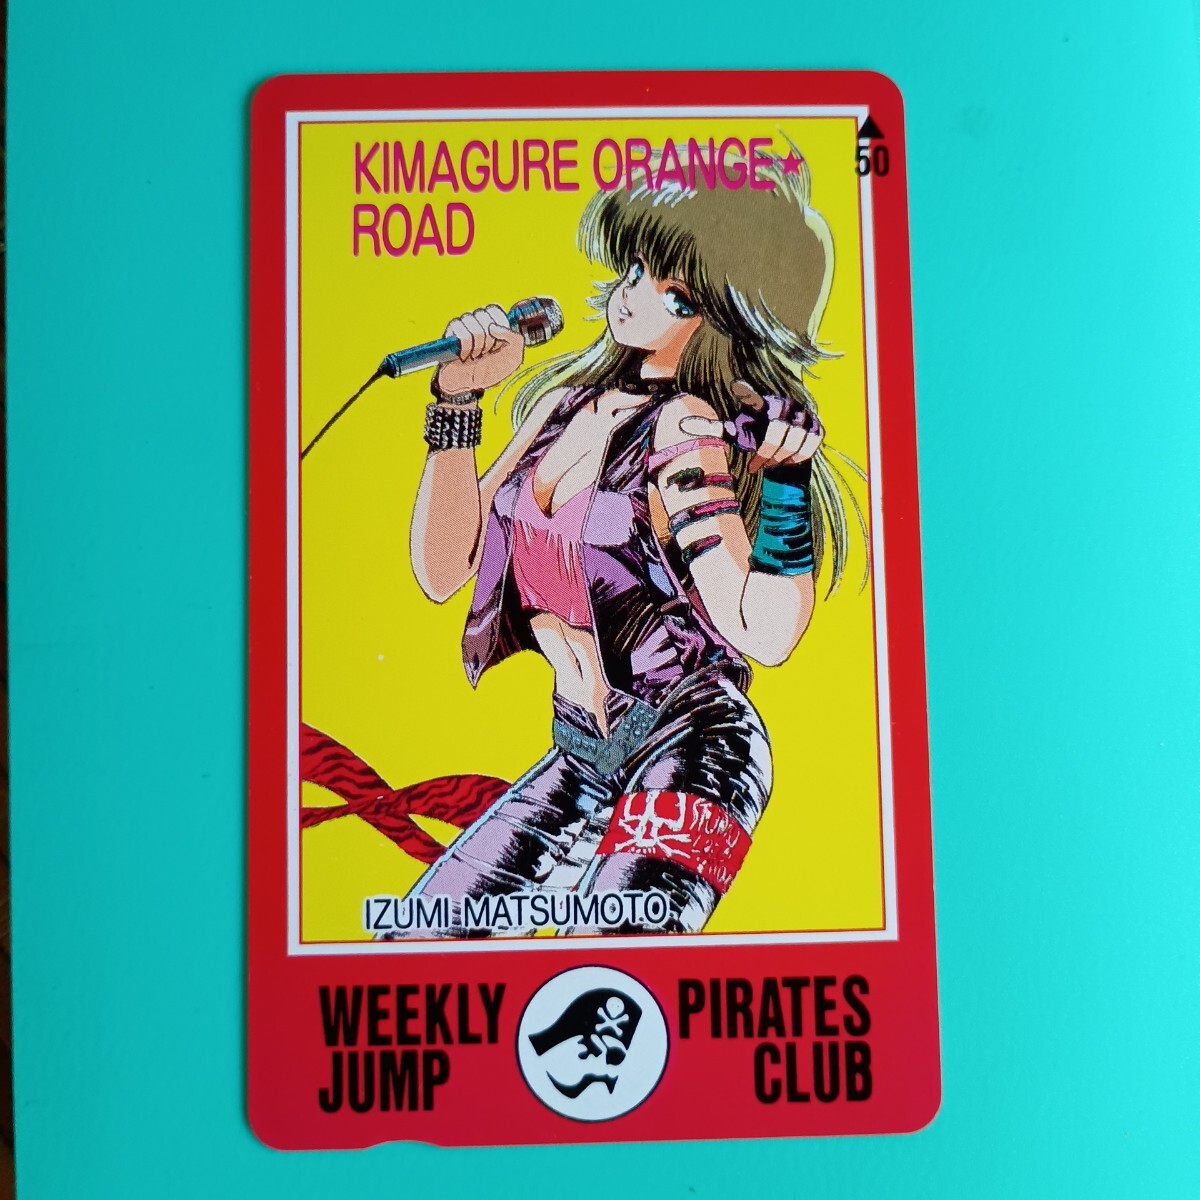 KIMAGURE ORANGE★
ROAD
50
IZUMI MATSUMOTO
WEEKLY
JUMP
PIRATES
CLUB